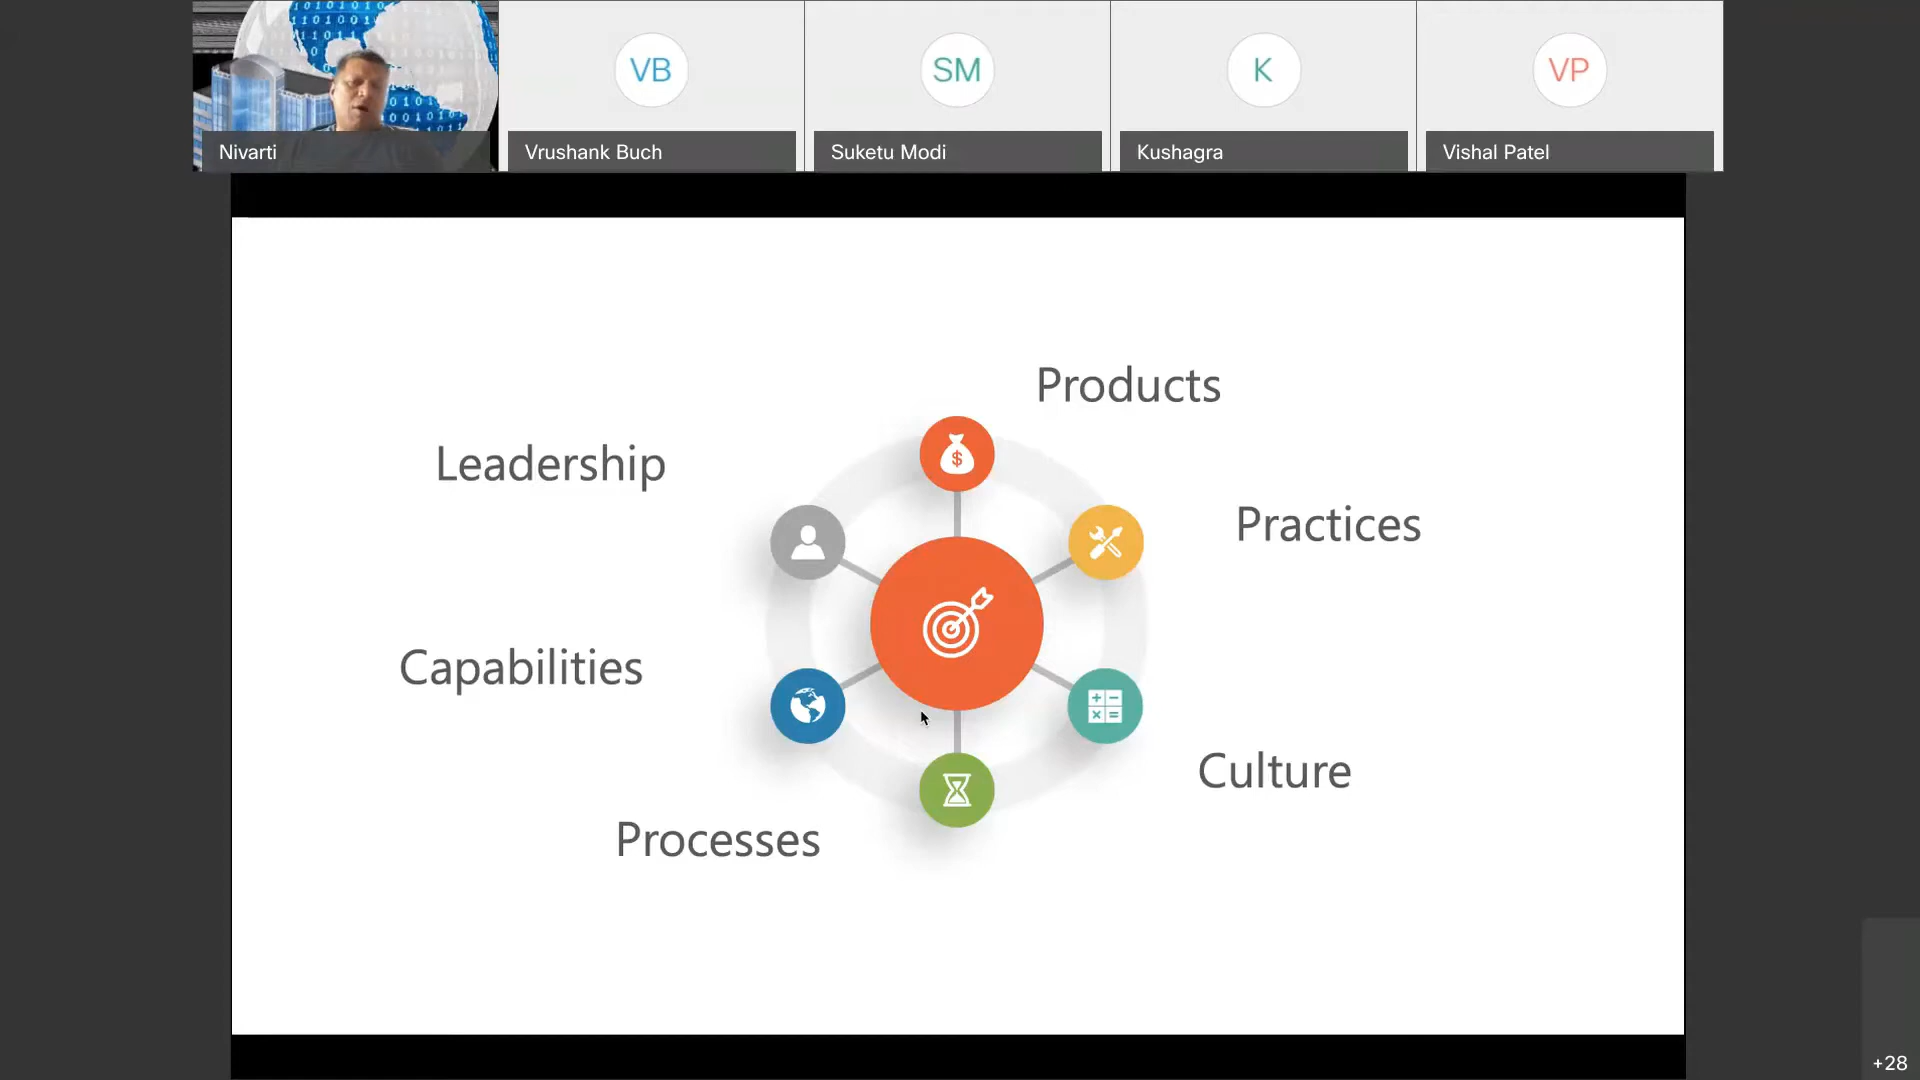 Nivarti
VB
Vrushank Buch
SM
Suketu Modi
K
Kushagra
VP
Vishal Patel
Products
Leadership
Practices
Capabilities
Culture
Processes
$
+28